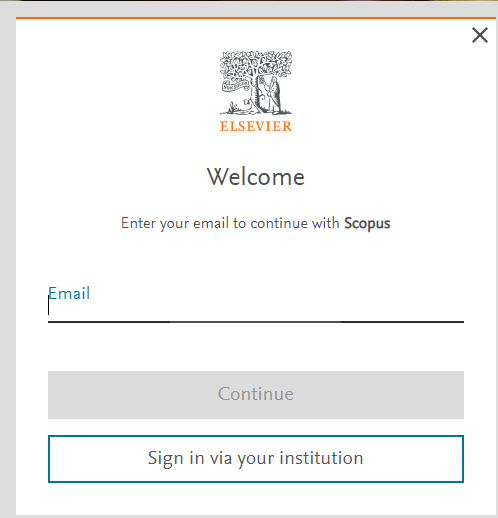 ELSEVIER
Welcome
Enter your email to continue with Scopus
Email
Continue
Sign in via your institution